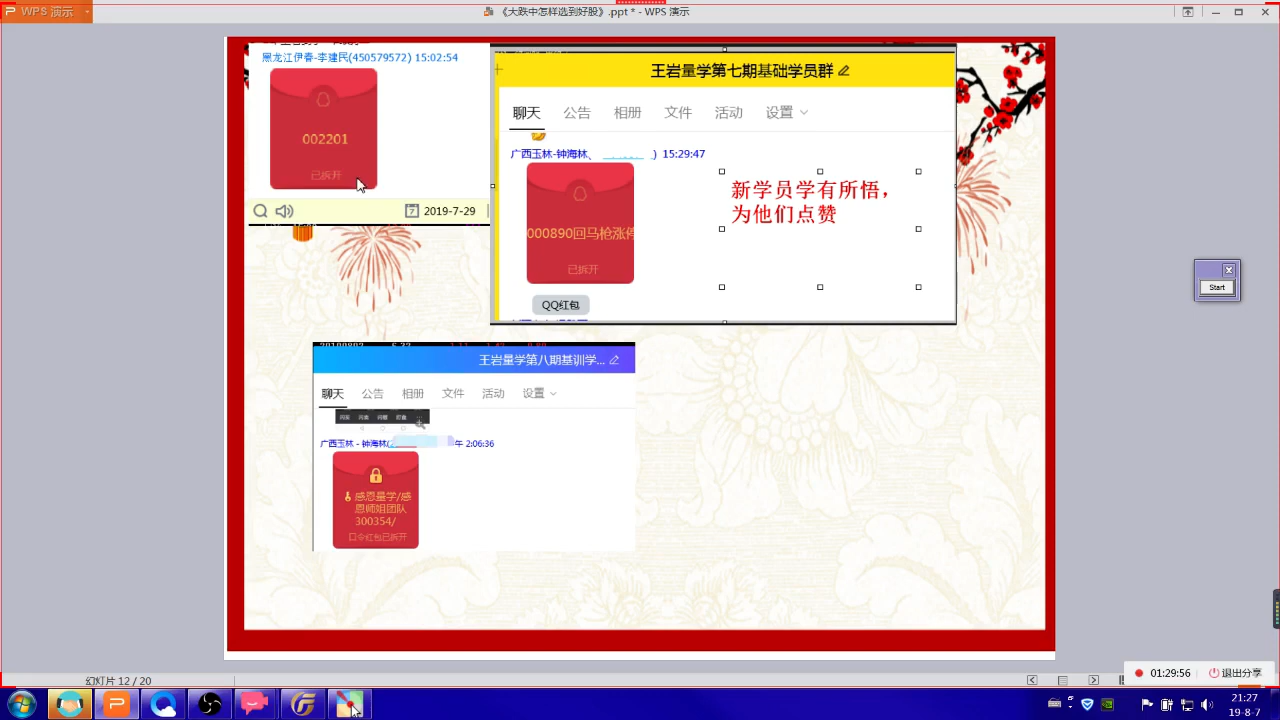 WPS 演示
《大跌中怎样选到好股》.ppt * - WPS 演示
黑龙江伊春-李建民(450579572) 15:02:54
002201
已拆开
2019-7-29
王岩量学第七期基础学员群
聊天 公告 相册 文件 活动 设置
广西玉林-钟海林、 ) 15:29:47
000890回马枪涨停
已拆开
QQ红包
新学员学有所悟，
为他们点赞
王岩量学第八期基训学...
聊天 公告 相册 文件 活动 设置
广西玉林 - 钟海林( 午 2:06:36
感恩量学/感
恩师姐团队
300354/
口令红包已拆开
Start
幻灯片 12 / 20
01:29:56 退出分享
21:27
19-8-7